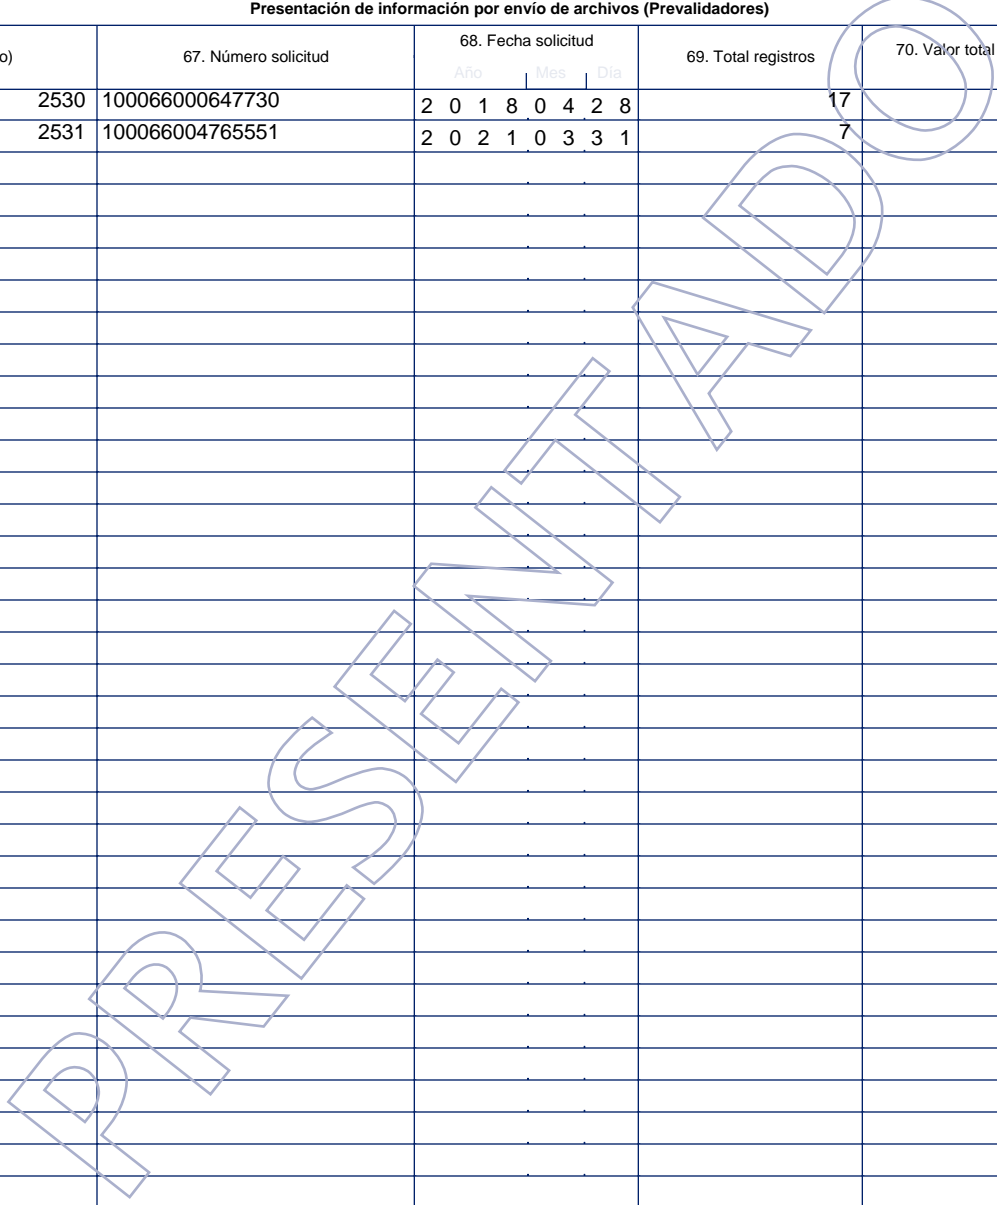 Presentación de información por envío de archivos (Prevalidadores)
o) 67. Número solicitud 68. Fecha solicitud 69. Total registros 70. Valor total
Año Mes Día
2530 100066000647730 2 0 1 8 0 4 2 8 17
2531 100066004765551 2 0 2 1 0 3 3 1 7
PRESENTADO